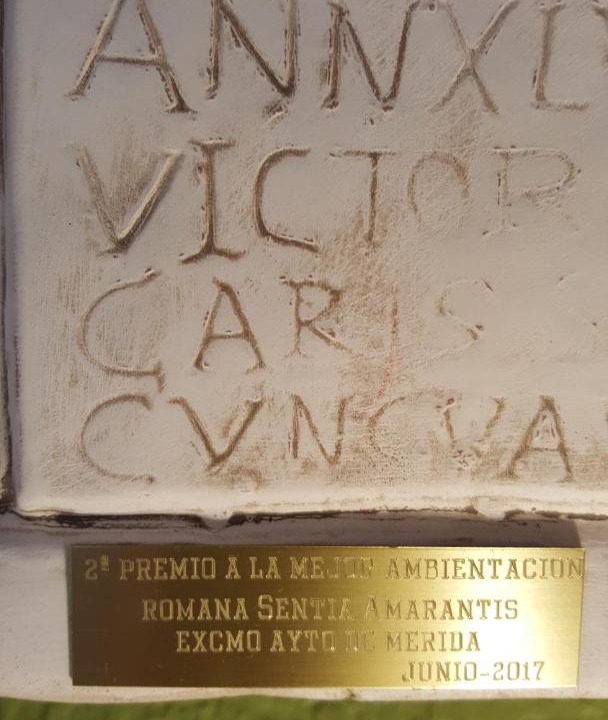 ANNXL
VICTOR
CARIS
CVNCVA
2ª PREMIO A LA MEJOR AMBIENTACION
ROMANA SENTIA AMARANTIS
EXCMO AYTO DE MERIDA
JUNIO-2017